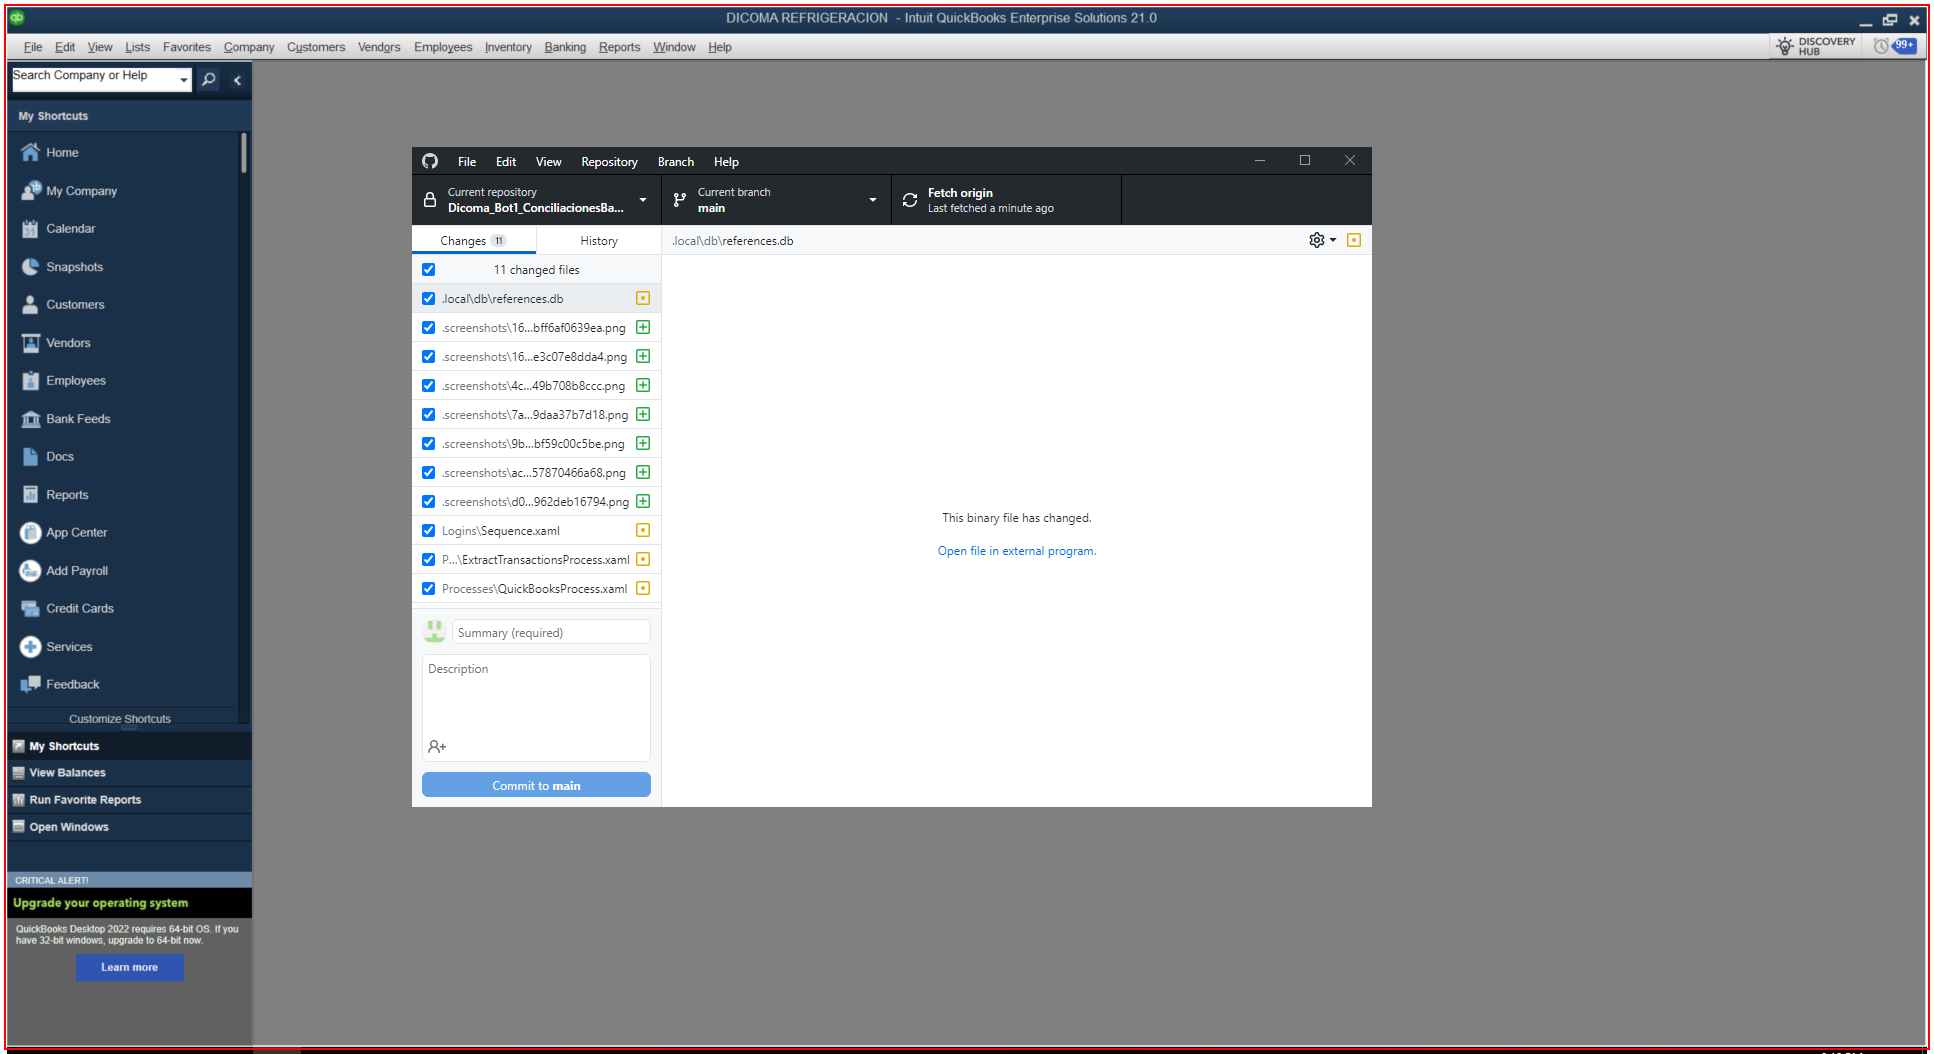 qb
DICOMA REFRIGERACION - Intuit QuickBooks Enterprise Solutions 21.0
File Edit View Lists Favorites Company Customers Vendors Employees Inventory Banking Reports Window Help
DISCOVERY HUB
99+
Search Company or Help
My Shortcuts
Home
My Company
Calendar
Snapshots
Customers
Vendors
Employees
Bank Feeds
Docs
Reports
App Center
Add Payroll
Credit Cards
Services
Feedback
Customize Shortcuts
My Shortcuts
View Balances
Run Favorite Reports
Open Windows
CRITICAL ALERT!
Upgrade your operating system
QuickBooks Desktop 2022 requires 64-bit OS. If you
have 32-bit windows, upgrade to 64-bit now.
Learn more
File Edit View Repository Branch Help
Current repository
Dicoma_Bot1_ConciliacionesBa...
Current branch
main
Fetch origin
Last fetched a minute ago
Changes 11
History
.local\db\references.db
11 changed files
.local\db\references.db
.screenshots\16...bff6af0639ea.png
.screenshots\16...e3c07e8dda4.png
.screenshots\4c...49b708b8ccc.png
.screenshots\7a...9daa37b7d18.png
.screenshots\9b...bf59c00c5be.png
.screenshots\ac...57870466a68.png
.screenshots\d0...962deb16794.png
Logins\Sequence.xaml
P...\ExtractTransactionsProcess.xaml
Processes\QuickBooksProcess.xaml
Summary (required)
Description
Commit to main
This binary file has changed.
Open file in external program.